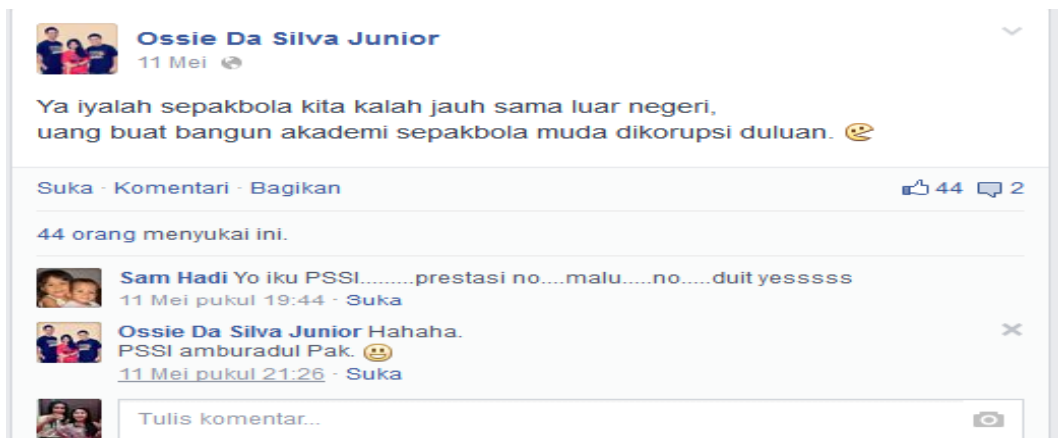 Ossie Da Silva Junior
11 Mei
Ya iyalah sepakbola kita kalah jauh sama luar negeri,
uang buat bangun akademi sepakbola muda dikorupsi duluan.
Suka · Komentari · Bagikan 44 2
44 orang menyukai ini.
Sam Hadi Yo iku PSSI.........prestasi no....malu.....no.....duit yesssss
11 Mei pukul 19:44 · Suka
Ossie Da Silva Junior Hahaha.
PSSI amburadul Pak.
11 Mei pukul 21:26 · Suka
Tulis komentar...